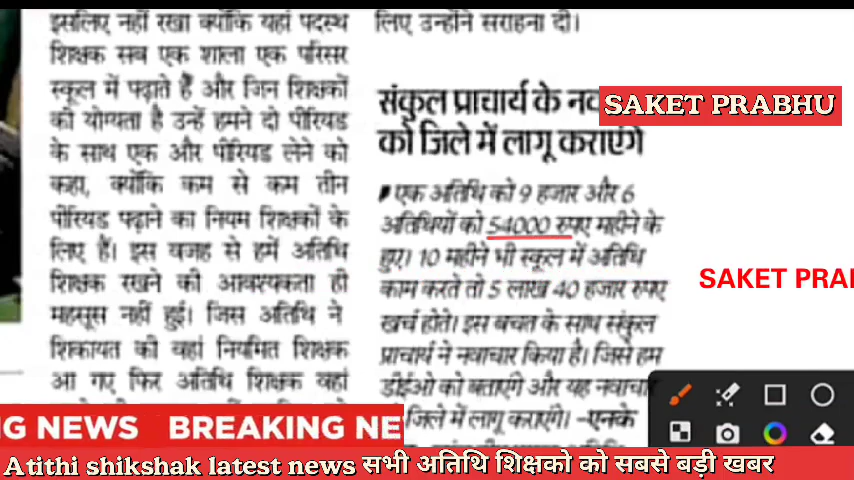 इसलिए नहीं रखा क्योंकि यहां पदस्थ
शिक्षक सब एक शाला एक परिसर
स्कूल में पढ़ाते हैं और जिन शिक्षकों
की योग्यता है उन्हें हमने दो पीरियड
के साथ एक और पीरियड लेने को
कहा, क्योंकि कम से कम तीन
पीरियड पढ़ाने का नियम शिक्षकों के
लिए हैं। इस वजह से हमें अतिथि
शिक्षक रखने की आवश्यकता ही
महसूस नहीं हुई। जिस अतिथि ने
शिकायत की वहां नियमित शिक्षक
आ गए फिर अतिथि शिक्षक वहां
लिए उन्होंने सराहना दी।
संकुल प्राचार्य के
को जिले में लागू कराएंगे
एक अतिथि को 9 हजार और 6
अतिथियों को 54000 रुपए महीने के
हुए। 10 महीने भी स्कूल में अतिथि
काम करते तो 5 लाख 40 हजार रुपए
खर्च होते। इस बचत के साथ संकुल
प्राचार्य ने नवाचार किया है। जिसे हम
डीईओ को बताएंगे और यह नवाचार
जिले में लागू कराएंगे। -एनके
SAKET PRABHU
SAKET PRA
NG NEWS BREAKING NE
Atithi shikshak latest news सभी अतिथि शिक्षको को सबसे बड़ी खबर